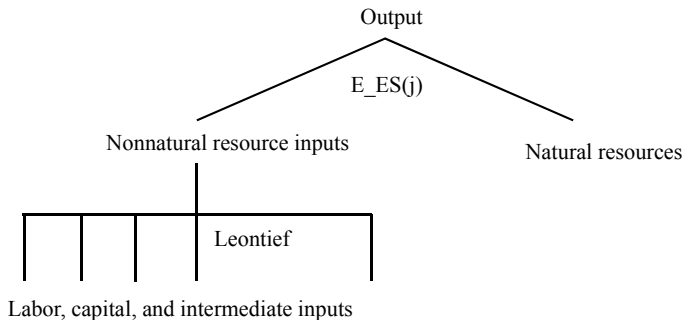 Output
E_ES(j)
Nonnatural resource inputs
Natural resources
Leontief
Labor, capital, and intermediate inputs